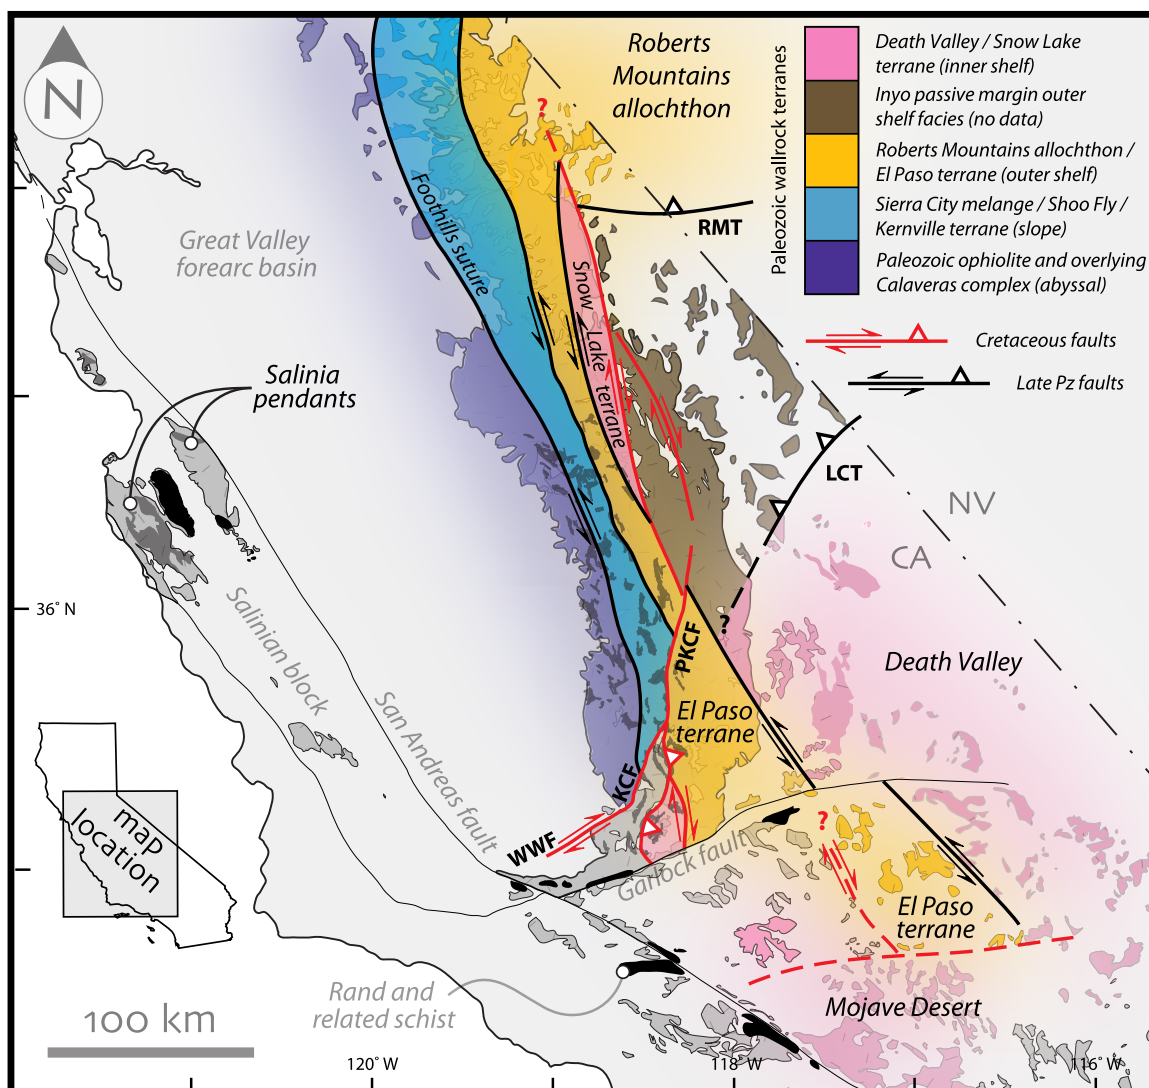 N
Roberts
Mountains
allochthon
Paleozoic wallrock terranes
Death Valley / Snow Lake
terrane (inner shelf)
Inyo passive margin outer
shelf facies (no data)
Roberts Mountains allochthon /
El Paso terrane (outer shelf)
Sierra City melange / Shoo Fly /
Kernville terrane (slope)
Paleozoic ophiolite and overlying
Calaveras complex (abyssal)
Cretaceous faults
Late Pz faults
?
RMT
Foothills suture
Great Valley
forearc basin
Snow Lake terrane
Salinia
pendants
LCT
NV
CA
36° N
?
Salinian block
San Andreas fault
PKCF
Death Valley
El Paso
terrane
KCF
WWF
Garlock fault
?
map
location
El Paso
terrane
Rand and
related schist
Mojave Desert
100 km
120° W
118° W
116° W